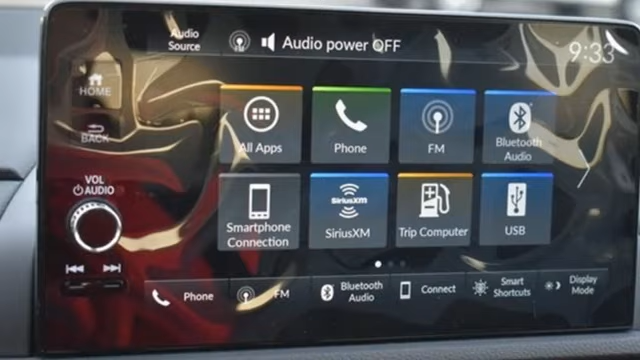 Audio
Source
Audio power OFF
9:33
HOME
BACK
VOL
AUDIO
All Apps
Phone
FM
Bluetooth
Audio
Smartphone
Connection
SiriusXM
SiriusXM
Trip Computer
USB
Phone
FM
Bluetooth
Audio
Connect
Smart
Shortcuts
Display
Mode